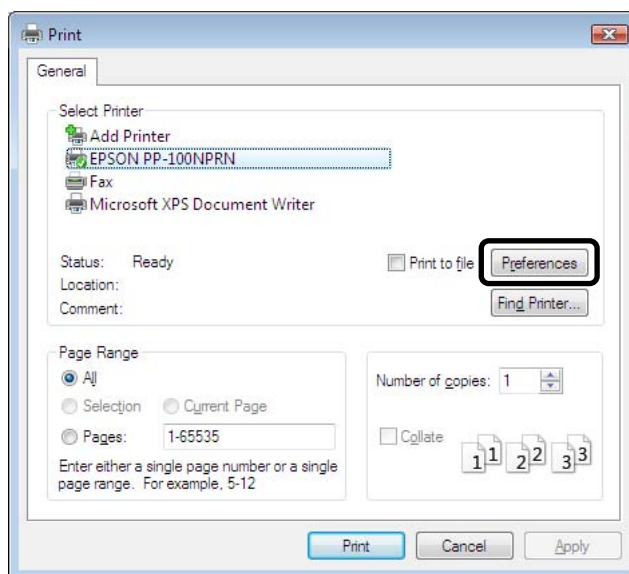 Print
General
Select Printer
Add Printer
EPSON PP-100NPRN
Fax
Microsoft XPS Document Writer
Status: Ready
Print to file
Preferences
Location:
Comment:
Find Printer...
Page Range
All
Selection Current Page
Pages: 1-65535
Enter either a single page number or a single
page range. For example, 5-12
Number of copies: 1
Collate
1 1 2 2 3 3
Print Cancel Apply